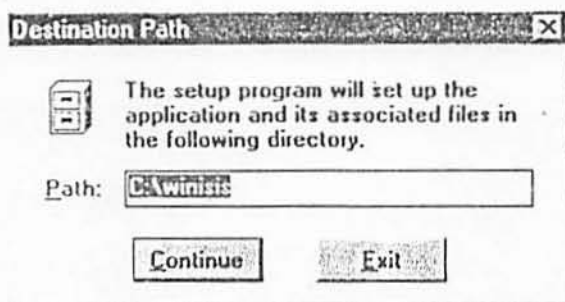 Destination Path
The setup program will set up the
application and its associated files in
the following directory.
Path: C:\winisis
Continue Exit